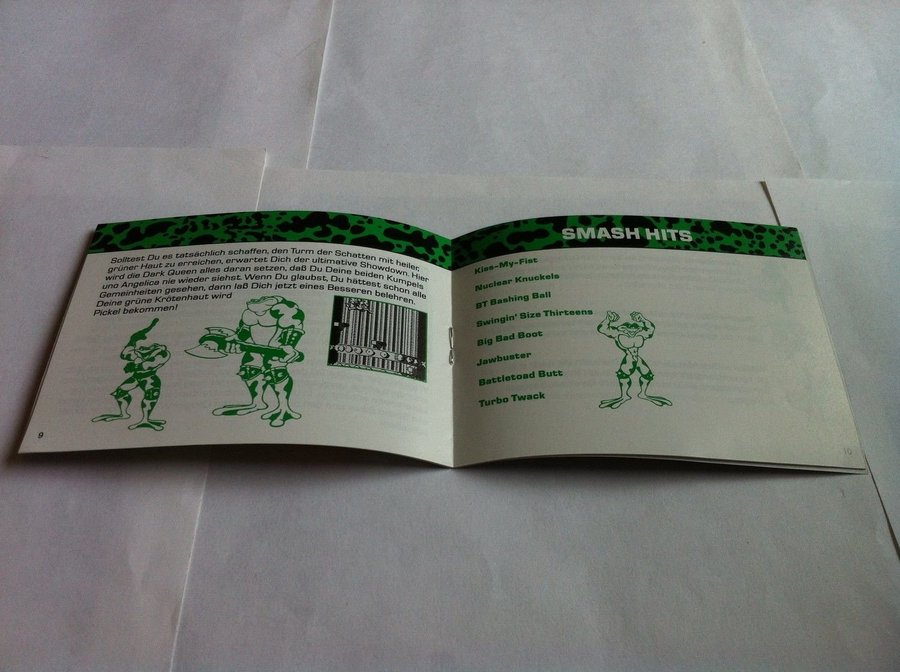 Solltest Du es tatsächlich schaffen, den Turm der Schatten mit heiler,
grüner Haut zu erreichen, erwartet Dich der ultimative Showdown. Hier
wird die Dark Queen alles daran setzen, daß Du Deine beiden Kumpels
und Angelica nie wieder siehst. Wenn Du glaubst, Du hättest schon alle
Gemeinheiten gesehen, dann laß Dich jetzt eines Besseren belehren.
Deine grüne Krötenhaut wird
Pickel bekommen!
9
SMASH HITS
Kiss-My-Fist
Nuclear Knuckels
BT Bashing Ball
Swingin' Size Thirteens
Big Bad Boot
Jawbuster
Battletoad Butt
Turbo Twack
10